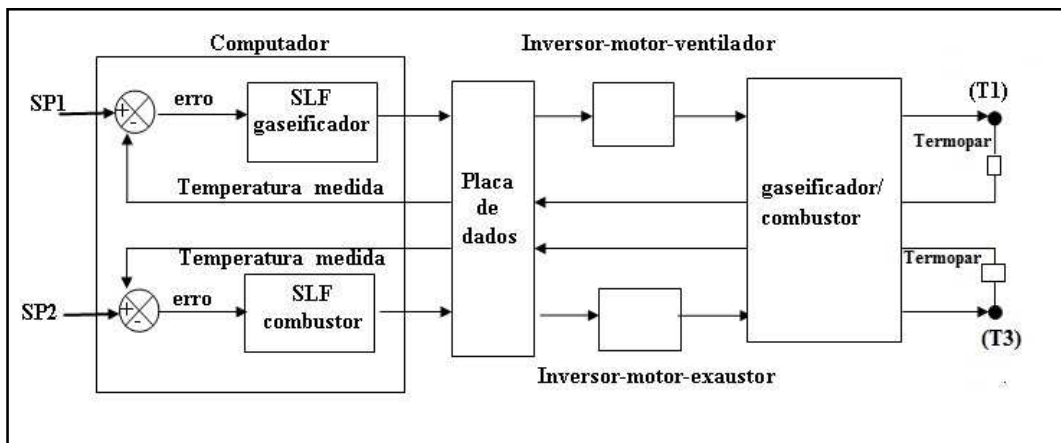 Computador
Inversor-motor-ventilador
SP1
+
-
erro
SLF
gaseificador
(T1)
Termopar
Temperatura medida
Placa
de
dados
gaseificador/
combustor
Temperatura medida
Termopar
SP2
+
-
erro
SLF
combustor
(T3)
Inversor-motor-exaustor